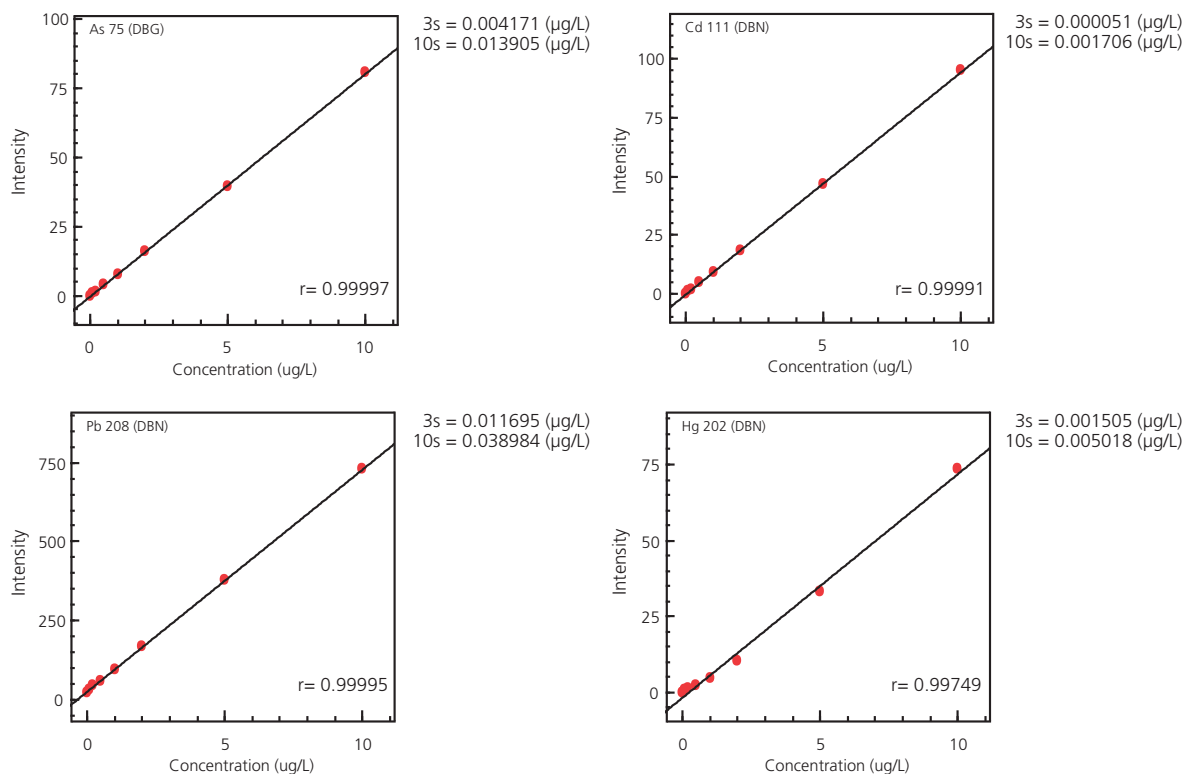 As 75 (DBG)
3s = 0.004171 (µg/L)
10s = 0.013905 (µg/L)
100
75
50
25
0
Intensity
r= 0.99997
0 5 10
Concentration (ug/L)
Cd 111 (DBN)
3s = 0.000051 (µg/L)
10s = 0.001706 (µg/L)
100
75
50
25
0
Intensity
r= 0.99991
0 5 10
Concentration (ug/L)
Pb 208 (DBN)
3s = 0.011695 (µg/L)
10s = 0.038984 (µg/L)
750
500
250
0
Intensity
r= 0.99995
0 5 10
Concentration (ug/L)
Hg 202 (DBN)
3s = 0.001505 (µg/L)
10s = 0.005018 (µg/L)
75
50
25
0
Intensity
r= 0.99749
0 5 10
Concentration (ug/L)